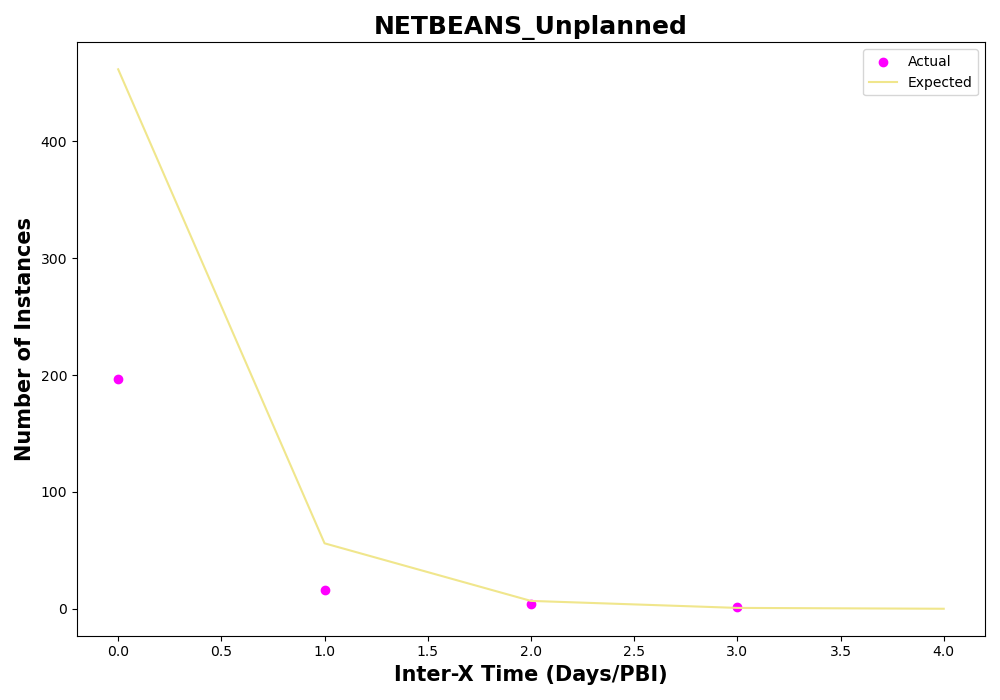 NETBEANS_Unplanned
Actual
Expected
Number of Instances
400
300
200
100
0
0.0 0.5 1.0 1.5 2.0 2.5 3.0 3.5 4.0
Inter-X Time (Days/PBI)